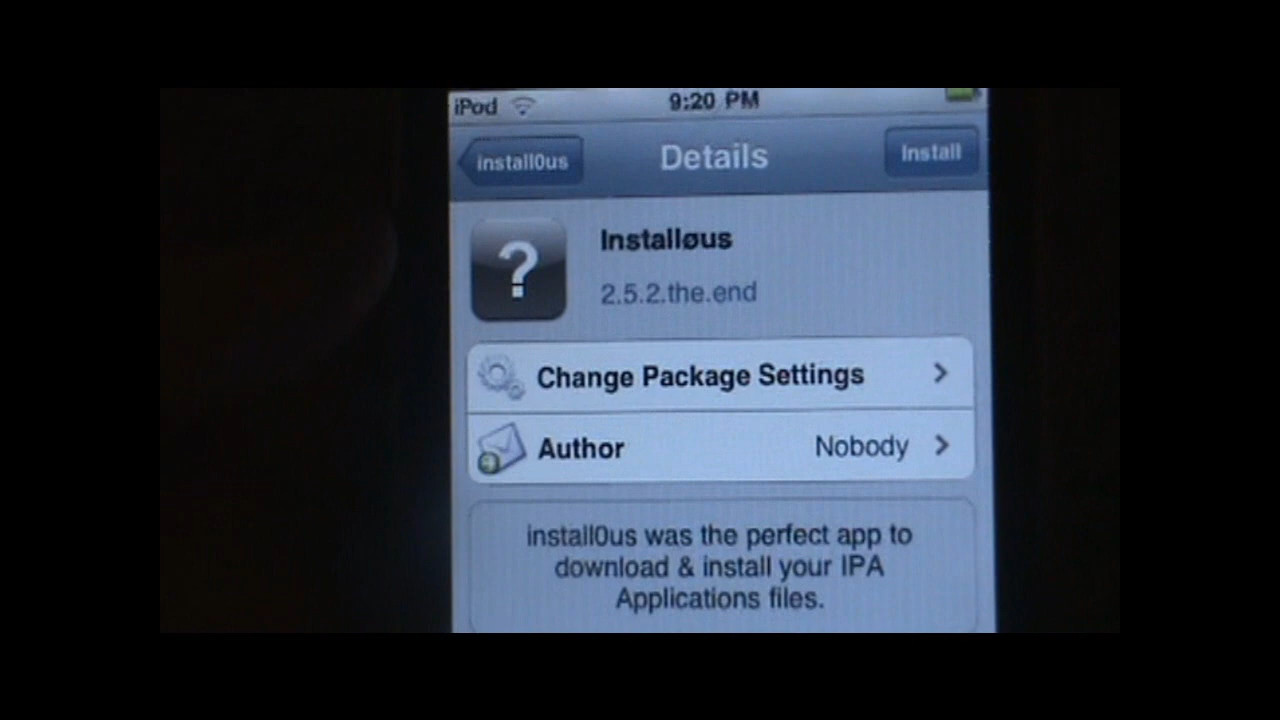 iPod 9:20 PM
install0us Details Install
Installøus
2.5.2.the.end
Change Package Settings
Author Nobody
install0us was the perfect app to
download & install your IPA
Applications files.